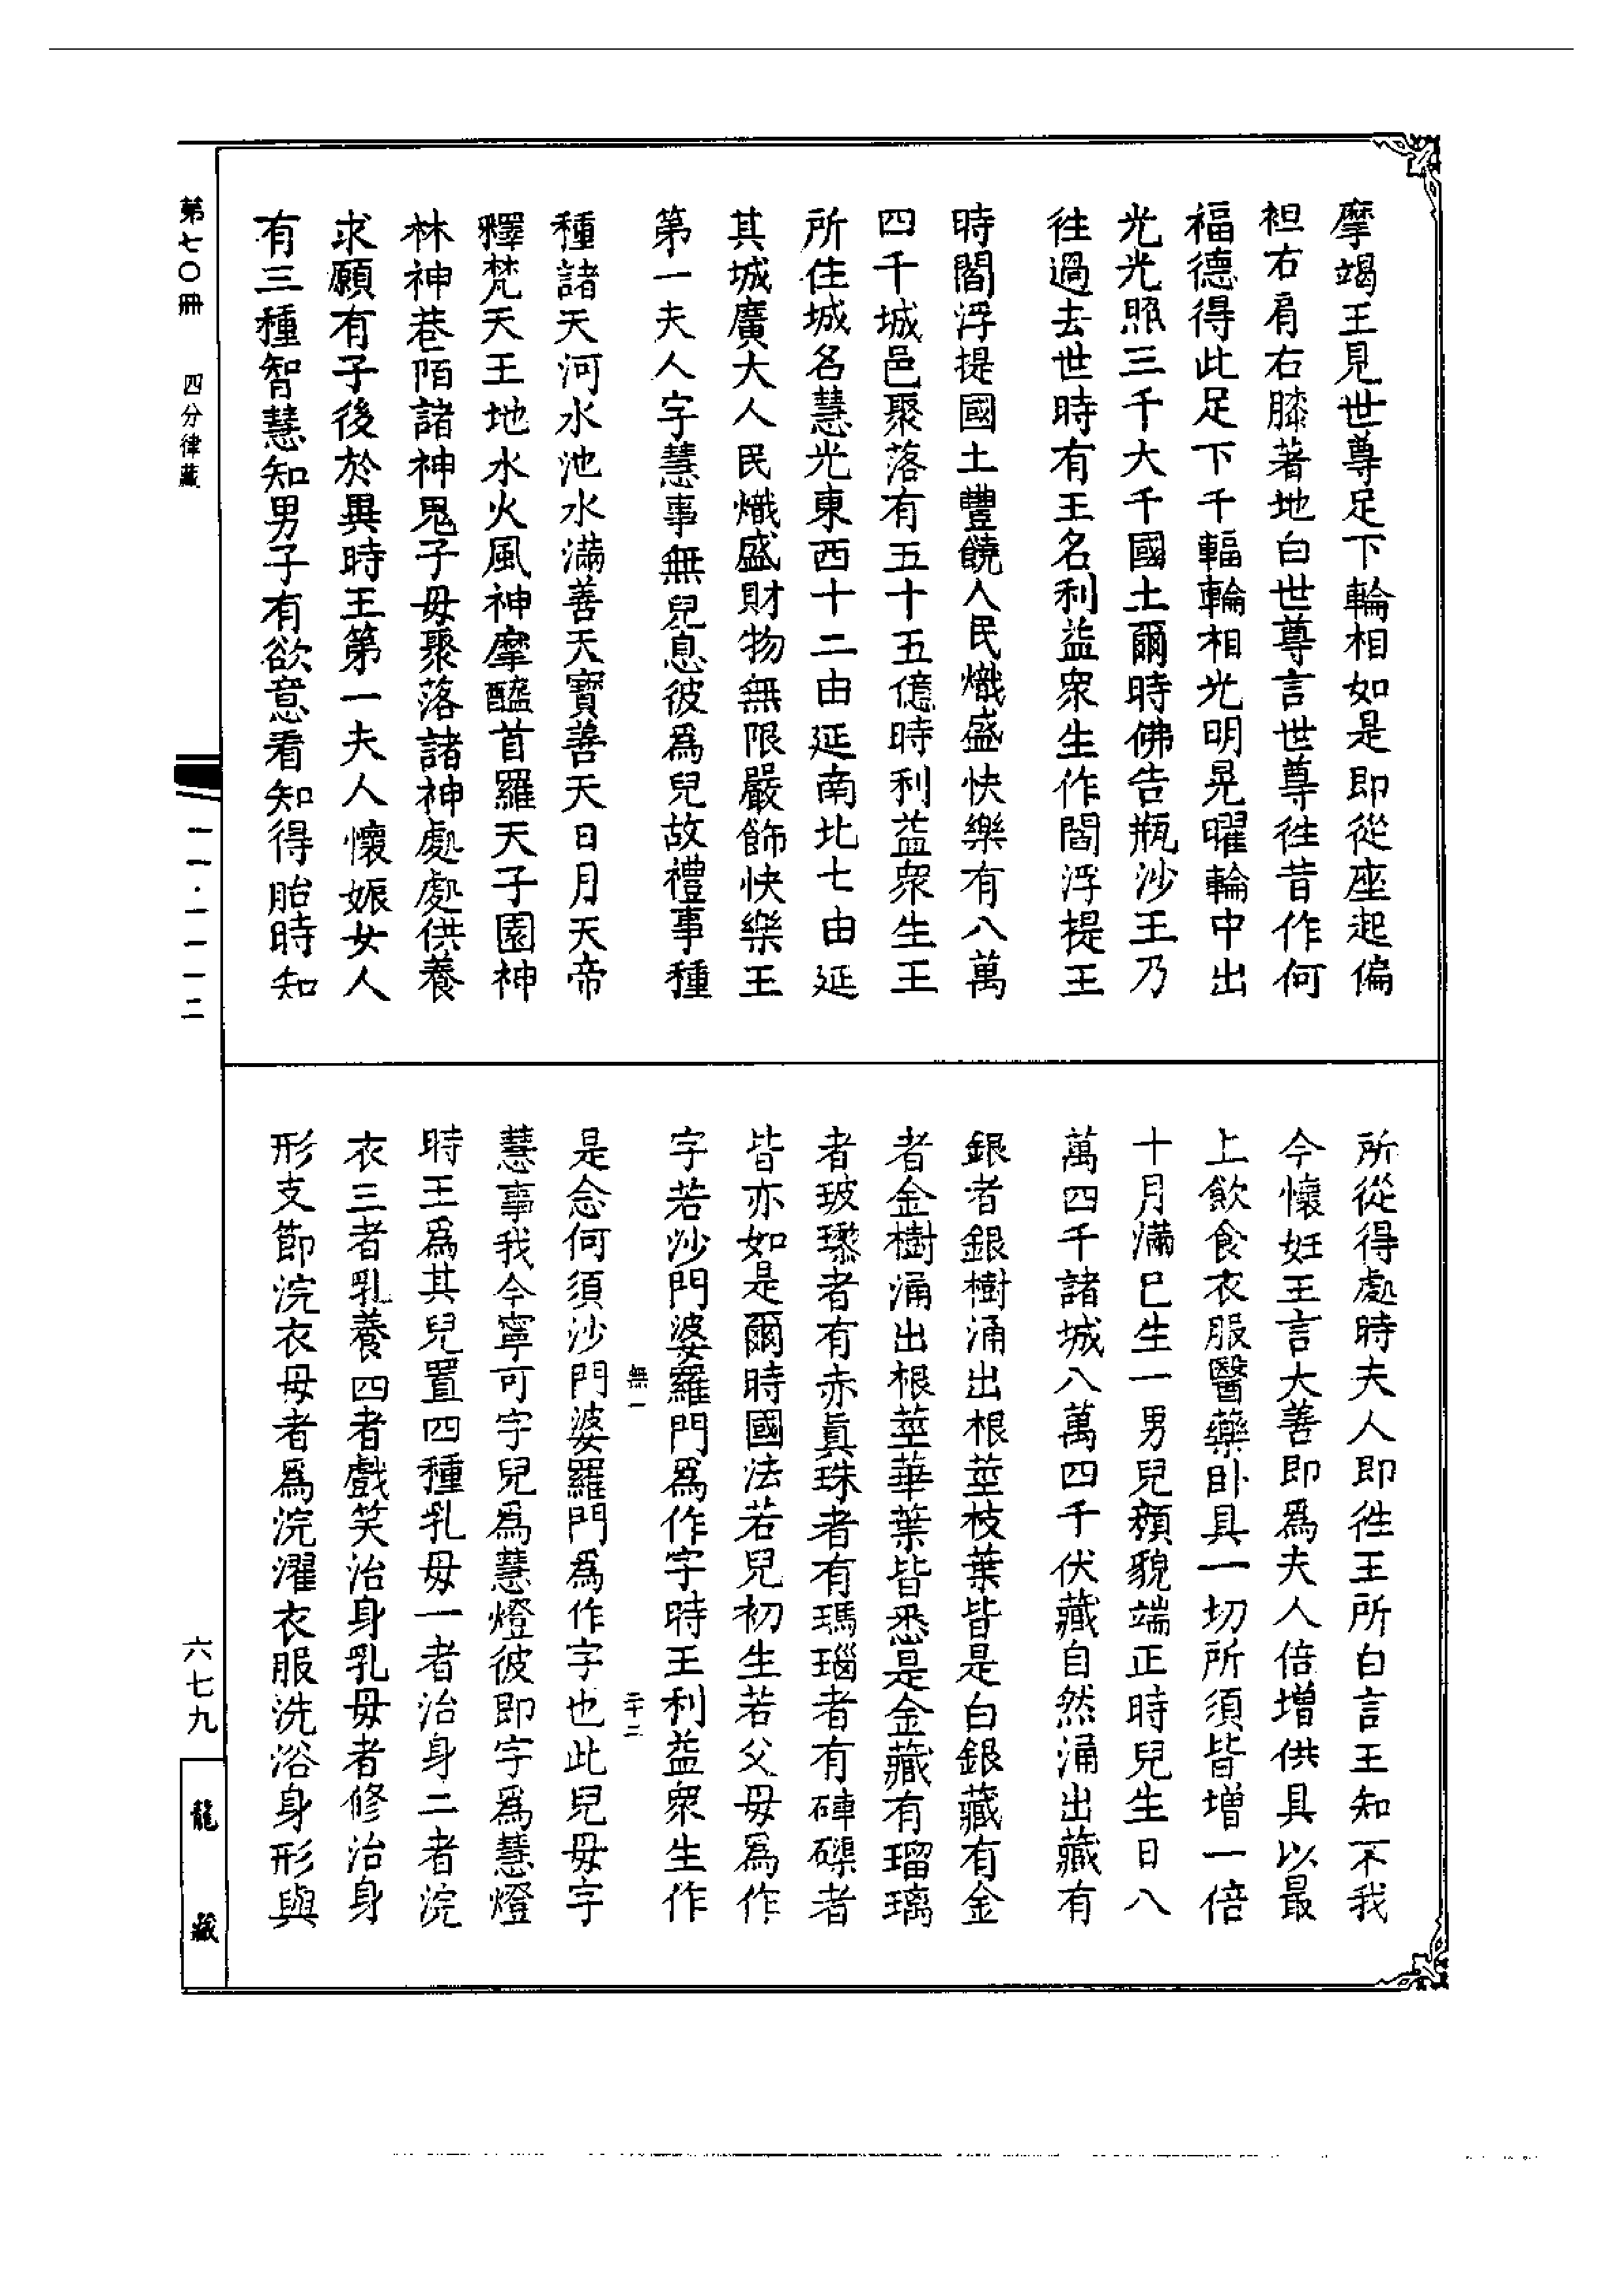 摩竭王見世尊足下輪相如是即從座起偏
袒右肩右膝著地白世尊言世尊往昔作何
福德得此足下千輻輪相光明晃曜輪中出
光光照三千大千國土爾時佛告瓶沙王乃
往過去世時有王名利益衆生作閻浮提王
時閻浮提國土豐饒人民熾盛快樂有八萬
四千城邑聚落有五十五億時利益衆生王
所住城名慧光東西十二由延南北七由延
其城廣大人民熾盛財物無限嚴飾快樂王
第一夫人字慧事無兒息彼爲兒故禮事種
種諸天河水池水滿善天寶善天日月天帝
釋梵天王地水火風神摩醯首羅天子園神
林神巷陌諸神鬼子母聚落諸神處處供養
求願有子後於異時王第一夫人懷娠女人
有三種智慧知男子有欲意看知得胎時知
所從得處時夫人即往王所白言王知不我
今懷妊王言大善即爲夫人倍增供具以最
上飲食衣服醫藥卧具一切所須皆增一倍
十月滿已生一男兒顏貌端正時兒生日八
萬四千諸城八萬四千伏藏自然涌出藏有
銀者銀樹涌出根莖枝葉皆是白銀藏有金
者金樹涌出根莖華葉皆悉是金藏有瑠璃
者玻瓈者有赤眞珠者有瑪瑙者有硨磲者
皆亦如是爾時國法若兒初生若父母爲作
字若沙門婆羅門爲作字時王利益衆生作
無一 二十二
是念何須沙門婆羅門爲作字也此兒母字
慧事我今寧可字兒爲慧燈彼即字爲慧燈
時王爲其兒置四種乳母一者治身二者浣
衣三者乳養四者戲笑治身乳母者修治身
形支節浣衣母者爲浣濯衣服洗浴身形與
第七〇冊 四分律藏
一一·一一一二
六七九
龍藏